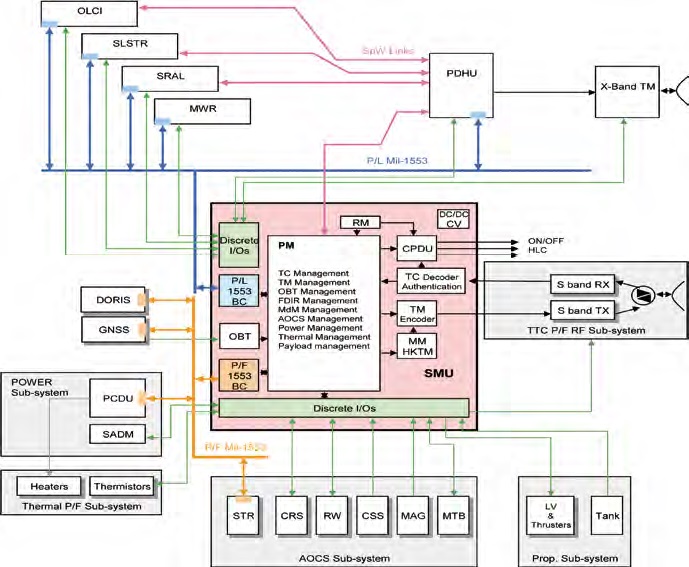 OLCI
SLSTR
SRAL
MWR
SpW Links
PDHU
X-Band TM
P/L Mil-1553
Discrete
I/Os
PM
TC Management
TM Management
OBT Management
FDIR Management
MdM Management
AOCS Management
Power Management
Thermal Management
Payload management
RM
DC/DC
CV
CPDU
ON/OFF
HLC
TC Decoder
Authentication
TM
Encoder
MM
HKTM
SMU
S band RX
S band TX
TTC P/F RF Sub-system
P/L
1553
BC
OBT
P/F
1553
BC
Discrete I/Os
DORIS
GNSS
POWER
Sub-system
PCDU
SADM
P/F Mil-1553
Heaters
Thermistors
Thermal P/F Sub-system
STR
CRS
RW
CSS
MAG
MTB
AOCS Sub-system
LV
&
Thrusters
Tank
Prop. Sub-system